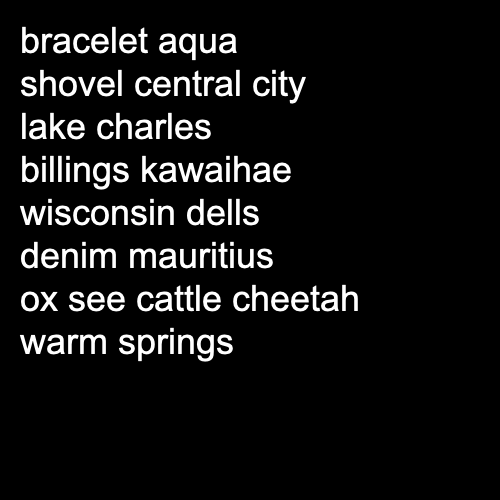 bracelet aqua
shovel central city
lake charles
billings kawaihae
wisconsin dells
denim mauritius
ox see cattle cheetah
warm springs